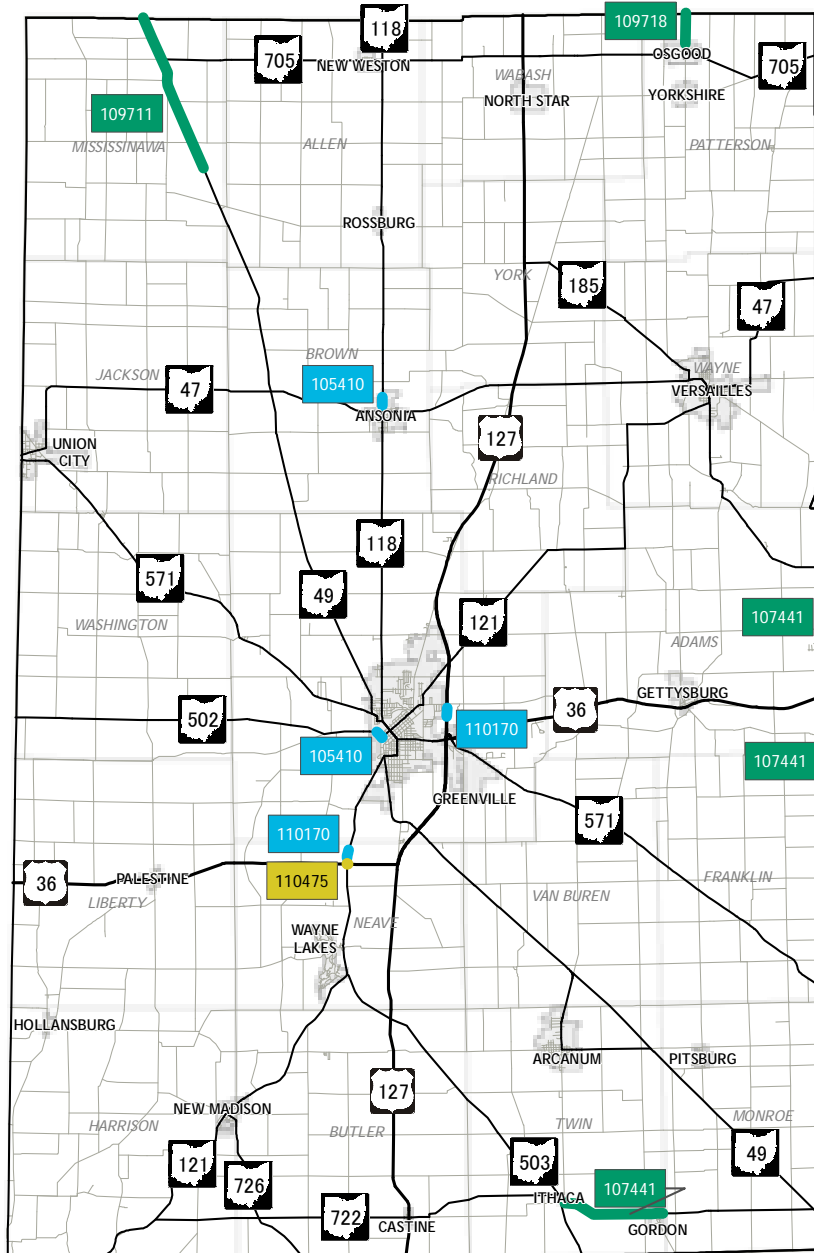 109718
118
705
NEW WESTON
WABASH
OSGOOD
705
NORTH STAR
YORKSHIRE
109711
MISSISSINAWA
ALLEN
PATTERSON
ROSSBURG
YORK
185
47
BROWN
JACKSON
47
105410
WAYNE
VERSAILLES
ANSONIA
UNION
CITY
127
RICHLAND
118
571
49
121
WASHINGTON
107441
ADAMS
GETTYSBURG
502
36
110170
105410
107441
GREENVILLE
571
110170
36
PALESTINE
110475
LIBERTY
FRANKLIN
VAN BUREN
NEAVE
WAYNE
LAKES
HOLLANSBURG
ARCANUM
PITSBURG
127
NEW MADISON
HARRISON
BUTLER
TWIN
MONROE
121
726
503
49
107441
ITHACA
722
CASTINE
GORDON